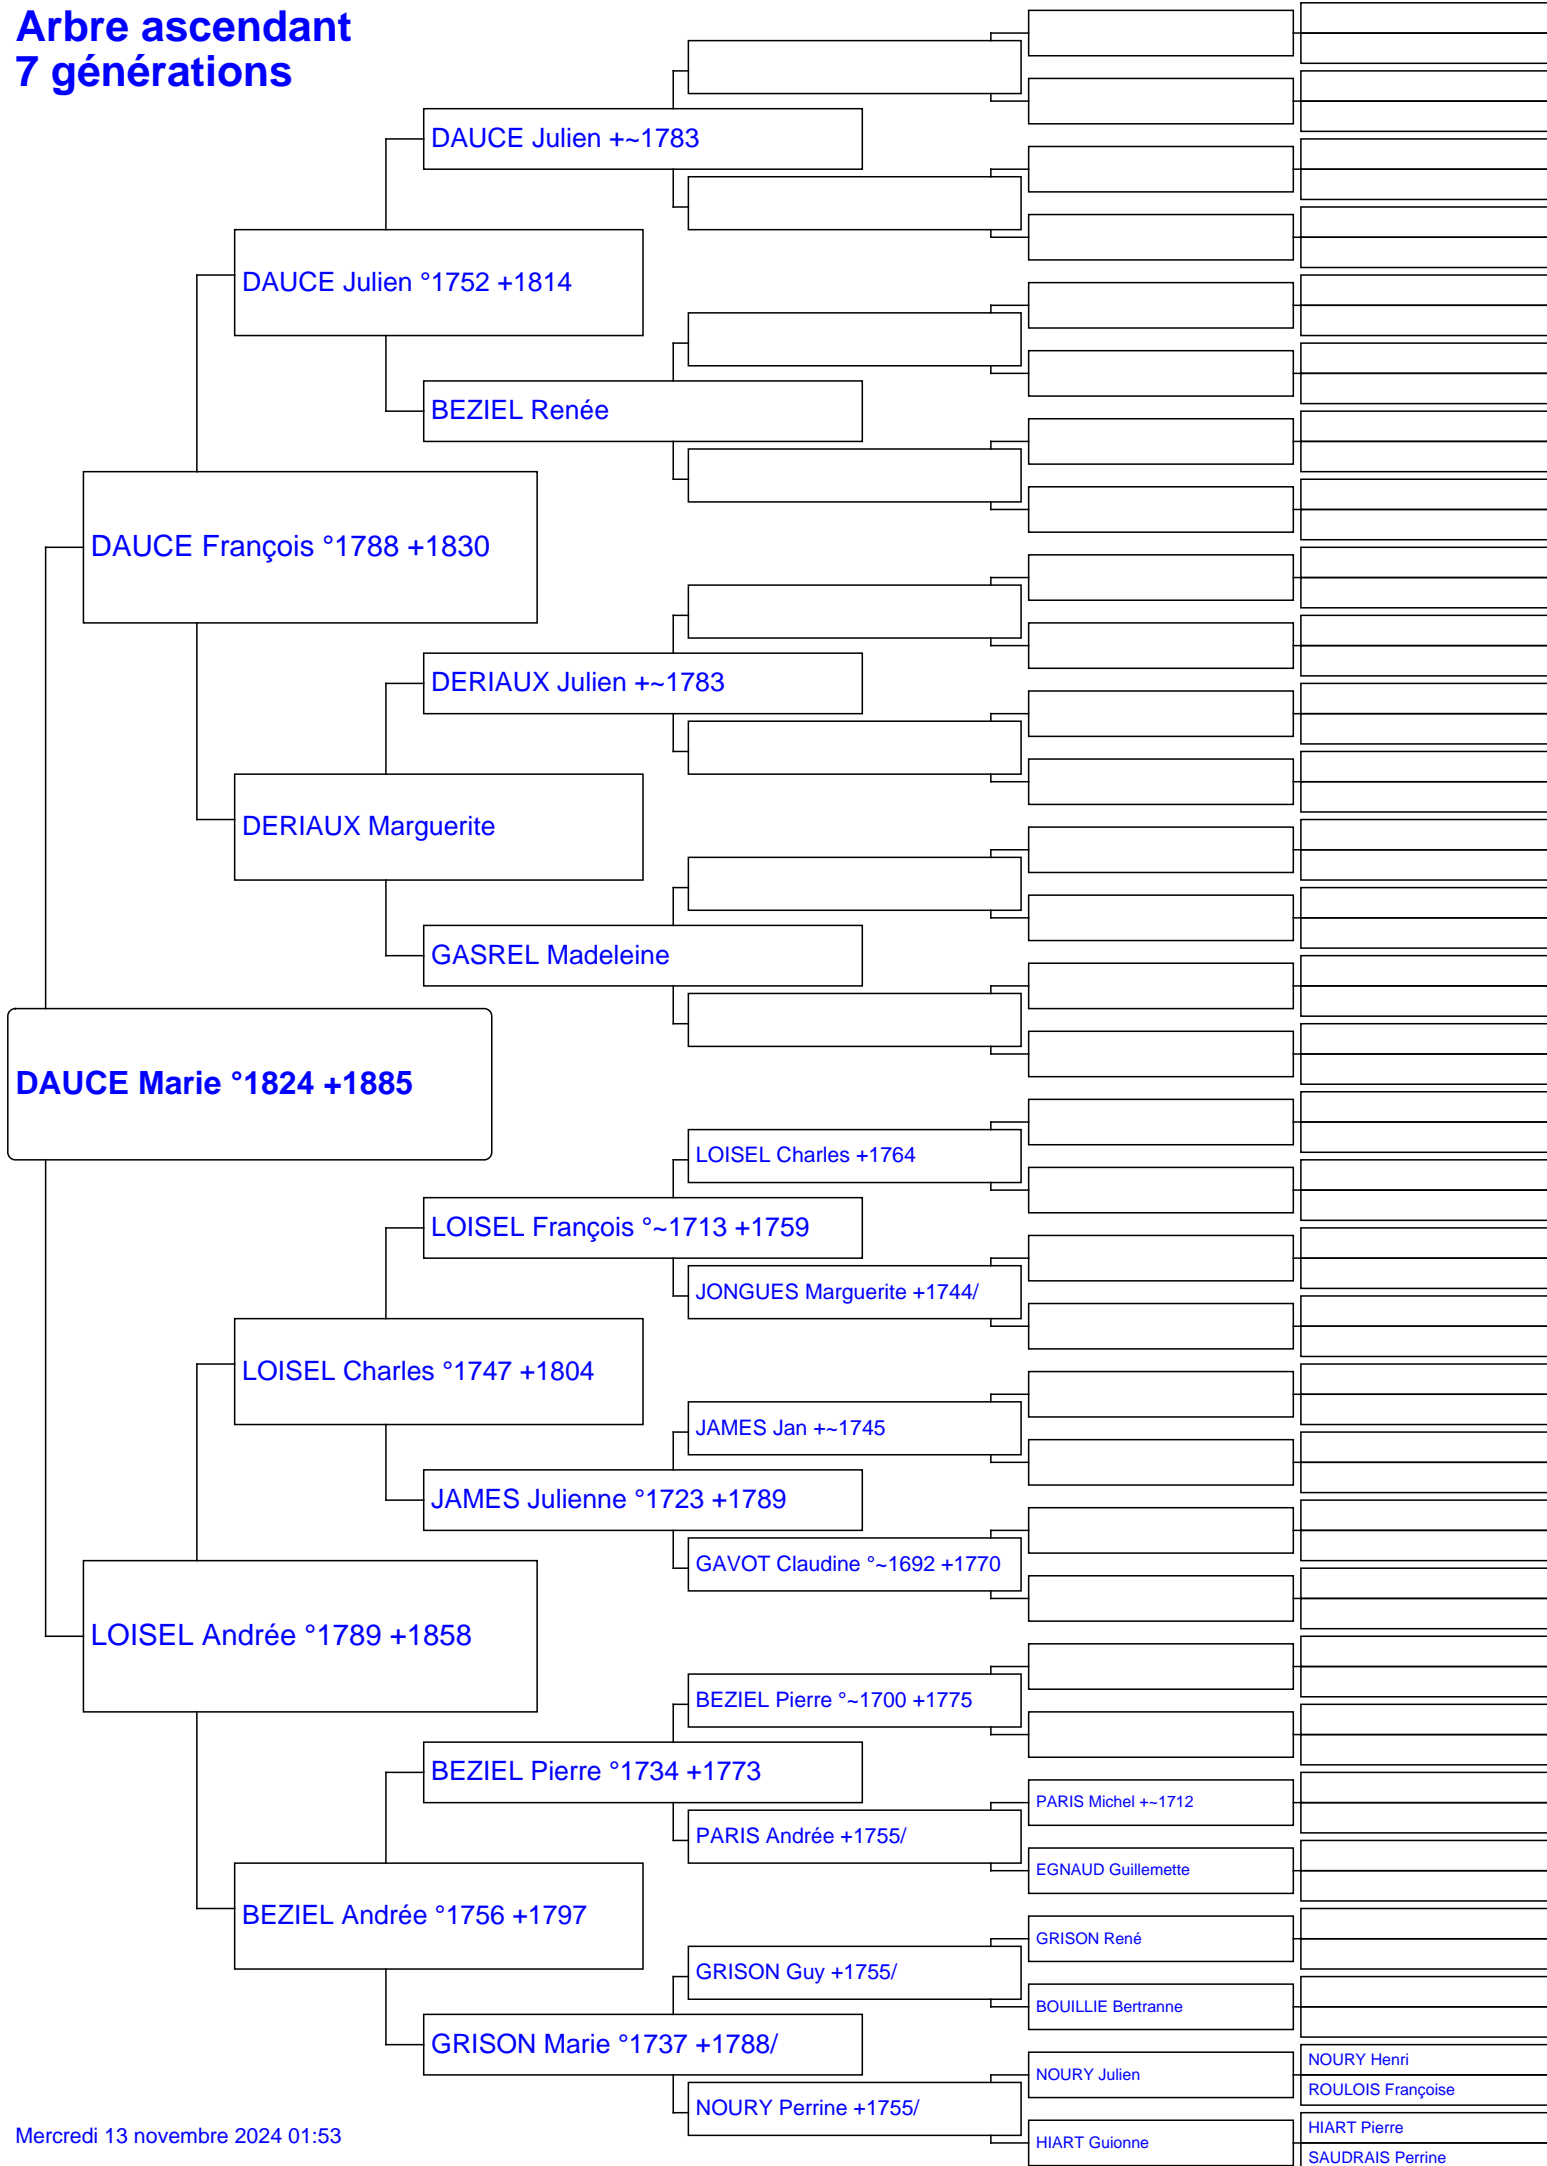 Arbre ascendant
7 générations
DAUCE Julien +~1783
DAUCE Julien °1752 +1814
BEZIEL Renée
DAUCE François °1788 +1830
DERIAUX Julien +~1783
DERIAUX Marguerite
GASREL Madeleine
DAUCE Marie °1824 +1885
LOISEL Charles +1764
LOISEL François °~1713 +1759
JONGUES Marguerite +1744/
LOISEL Charles °1747 +1804
JAMES Jan +~1745
JAMES Julienne °1723 +1789
GAVOT Claudine °~1692 +1770
LOISEL Andrée °1789 +1858
BEZIEL Pierre °~1700 +1775
BEZIEL Pierre °1734 +1773
PARIS Michel +~1712
PARIS Andrée +1755/
EGNAUD Guillemette
BEZIEL Andrée °1756 +1797
GRISON René
GRISON Guy +1755/
BOUILLIE Bertranne
GRISON Marie °1737 +1788/
NOURY Henri
NOURY Julien
ROULOIS Françoise
NOURY Perrine +1755/
HIART Pierre
HIART Guionne
SAUDRAIS Perrine
Mercredi 13 novembre 2024 01:53